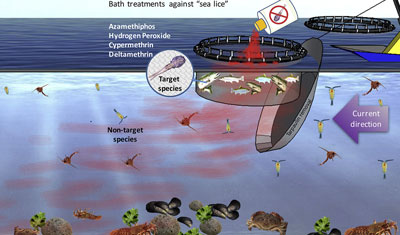 Bath treatments against “sea lice”
Azamethiphos
Hydrogen Peroxide
Cypermethrin
Deltamethrin
Target
species
Non-target
species
Current
direction